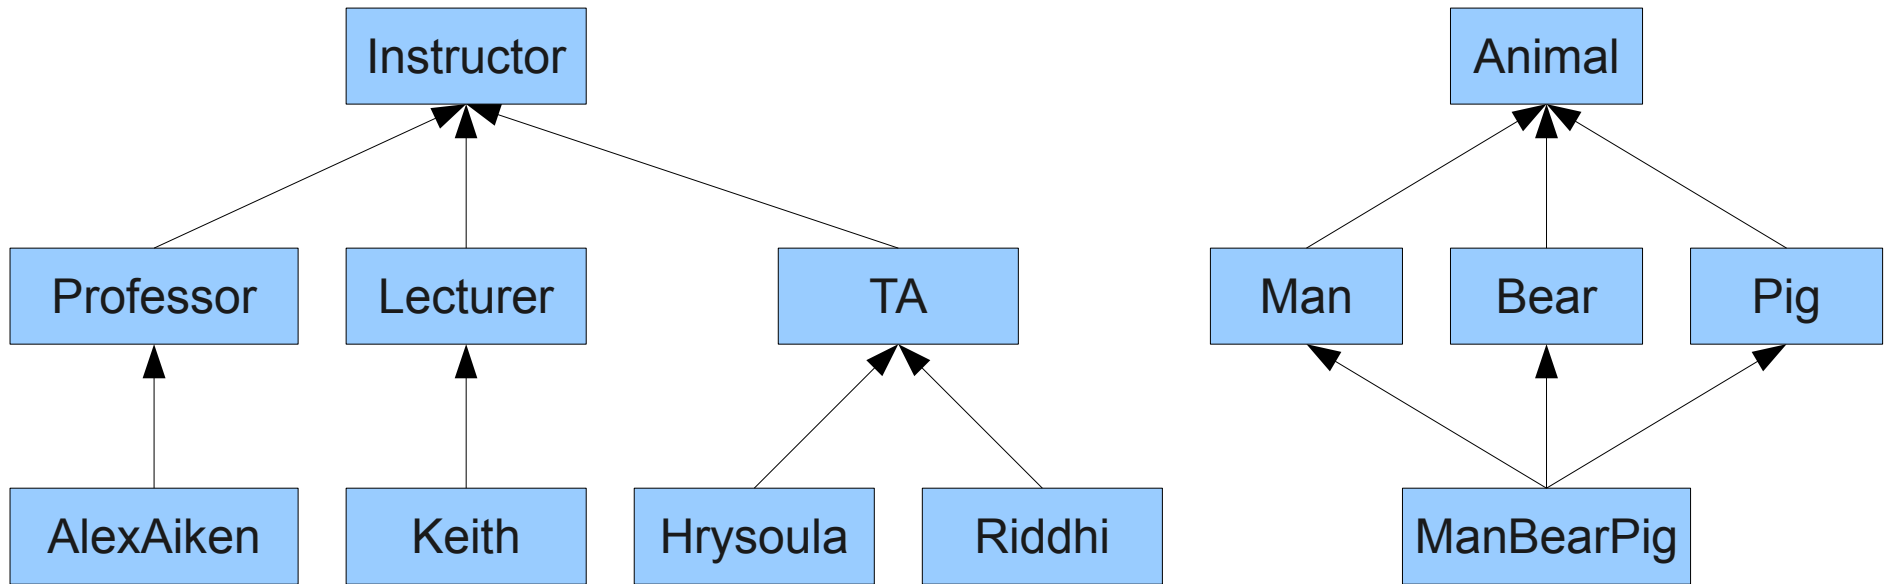 Instructor
Animal
Professor
Lecturer
TA
Man
Bear
Pig
AlexAiken
Keith
Hrysoula
Riddhi
ManBearPig